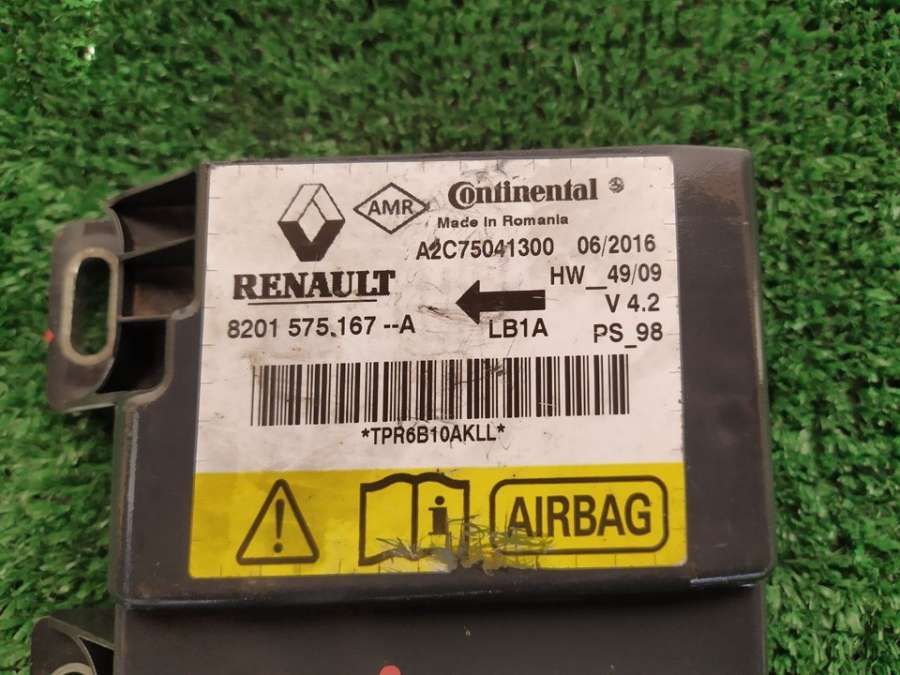 AMR
Continental
Made in Romania
A2C75041300 06/2016
RENAULT
HW_49/09
V 4.2
8201 575.167 --A
LB1A
PS_98
*TPR6B10AKLL*
AIRBAG